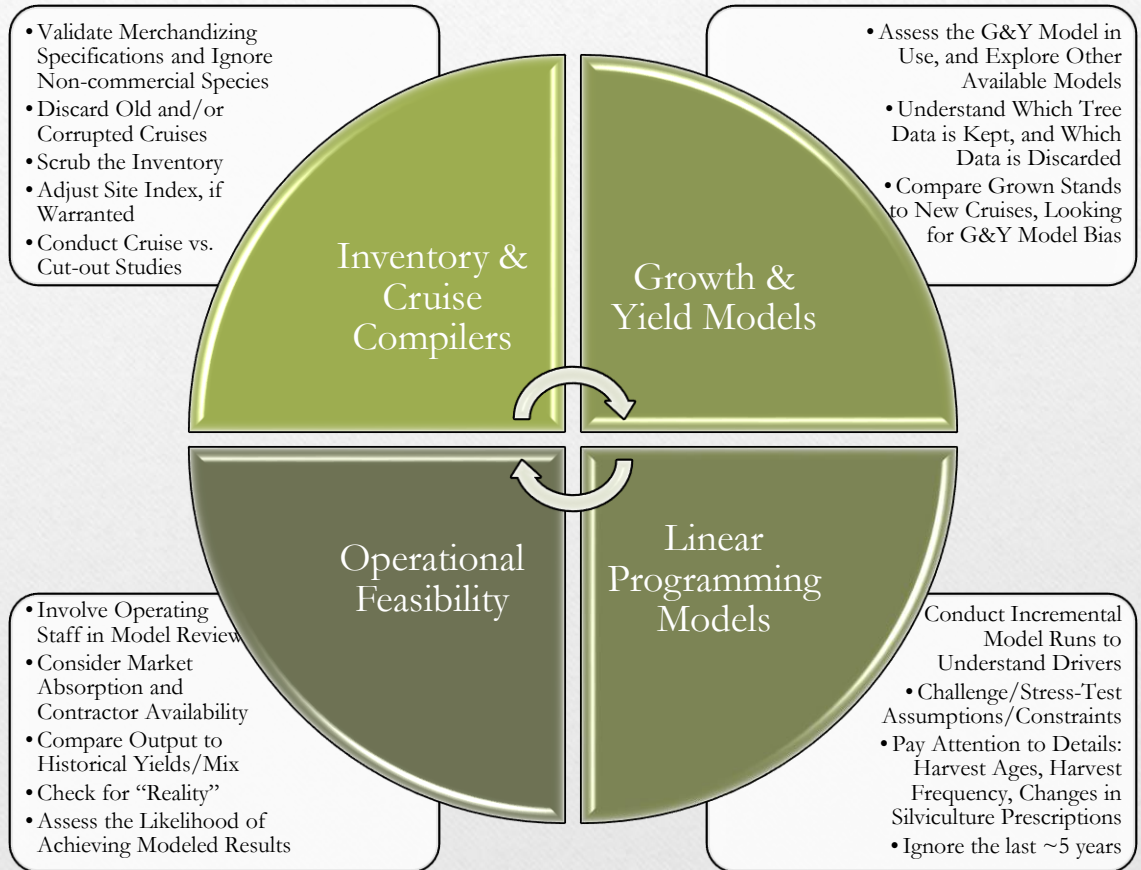 • Validate Merchandizing
Specifications and Ignore
Non-commercial Species
• Discard Old and/or
Corrupted Cruises
• Scrub the Inventory
• Adjust Site Index, if
Warranted
• Conduct Cruise vs.
Cut-out Studies
• Assess the G&Y Model in
Use, and Explore Other
Available Models
• Understand Which Tree
Data is Kept, and Which
Data is Discarded
• Compare Grown Stands
to New Cruises, Looking
for G&Y Model Bias
Inventory &
Cruise
Compilers
Growth &
Yield Models
Operational
Feasibility
Linear
Programming
Models
• Involve Operating
Staff in Model Review
• Consider Market
Absorption and
Contractor Availability
• Compare Output to
Historical Yields/Mix
• Check for “Reality”
• Assess the Likelihood of
Achieving Modeled Results
Conduct Incremental
Model Runs to
Understand Drivers
• Challenge/Stress-Test
Assumptions/Constraints
• Pay Attention to Details:
Harvest Ages, Harvest
Frequency, Changes in
Silviculture Prescriptions
• Ignore the last ~5 years